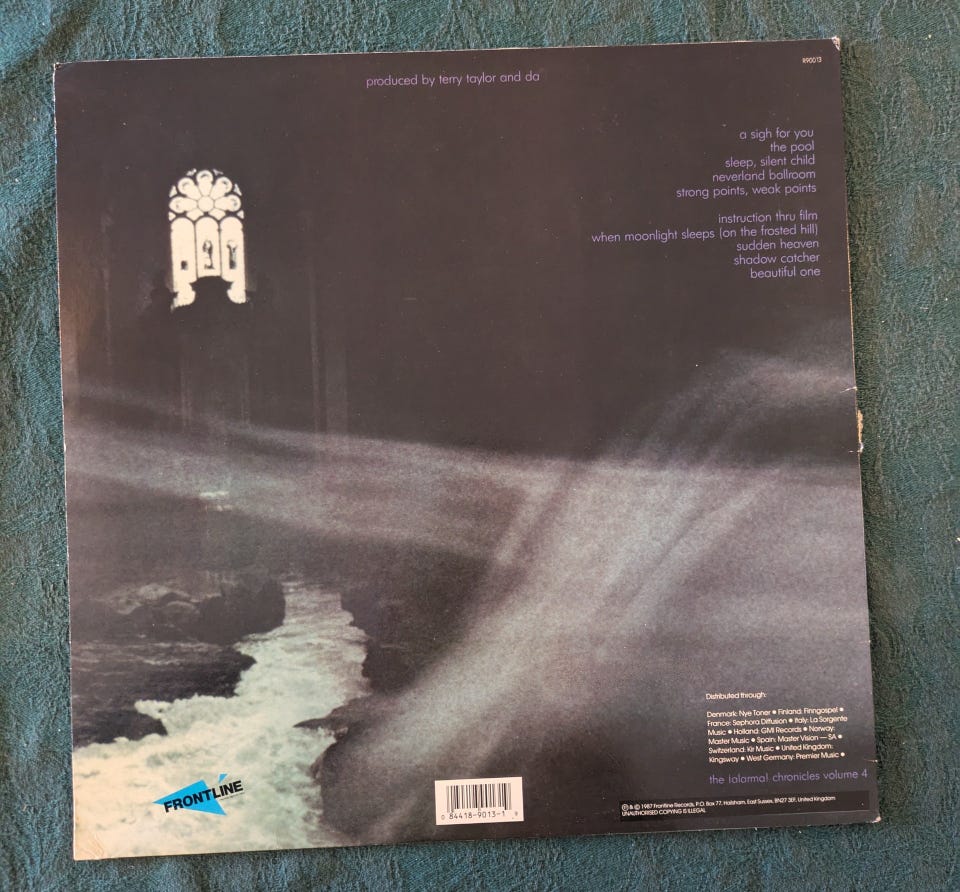 R90013
produced by terry taylor and da
a sigh for you
the pool
sleep, silent child
neverland ballroom
strong points, weak points
instruction thru film
when moonlight sleeps (on the frosted hill)
sudden heaven
shadow catcher
beautiful one
Distributed through:
Denmark: Nye Toner • Finland: Finngospel •
France: Sephora Diffusion • Italy: La Sorgente
Music • Holland: GMI Records • Norway:
Master Music • Spain: Master Vision — SA •
Switzerland: Kir Music • United Kingdom:
Kingsway • West Germany: Premier Music •
the ¡alarma! chronicles volume 4
FRONTLINE
0 84418-9013-1 9
Ⓟ & © 1987 Frontline Records, P.O. Box 77, Hailsham, East Sussex, BN27 3EF, United Kingdom
UNAUTHORISED COPYING IS ILLEGAL